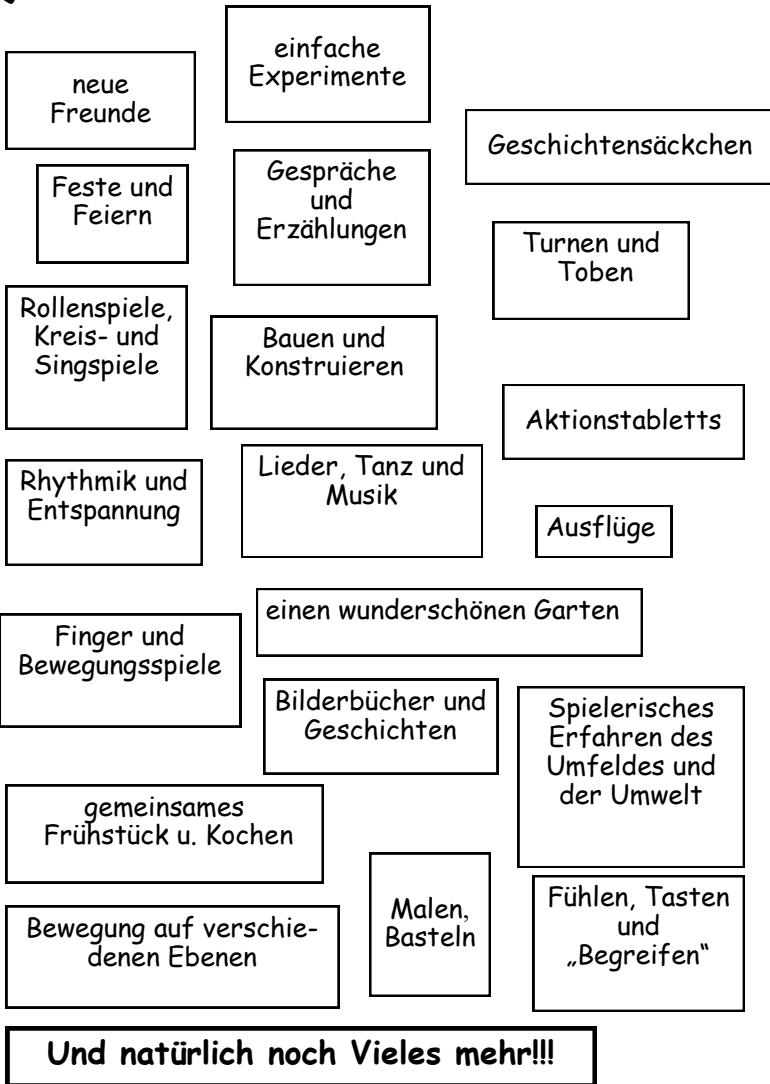 neue
Freunde
einfache
Experimente
Geschichtensäckchen
Feste und
Feiern
Gespräche
und
Erzählungen
Turnen und
Toben
Rollenspiele,
Kreis- und
Singspiele
Bauen und
Konstruieren
Aktionstabletts
Rhythmik und
Entspannung
Lieder, Tanz und
Musik
Ausflüge
einen wunderschönen Garten
Finger und
Bewegungsspiele
Bilderbücher und
Geschichten
Spielerisches
Erfahren des
Umfeldes und
der Umwelt
gemeinsames
Frühstück u. Kochen
Malen,
Basteln
Fühlen, Tasten
und
„Begreifen“
Bewegung auf verschie-
denen Ebenen
Und natürlich noch Vieles mehr!!!